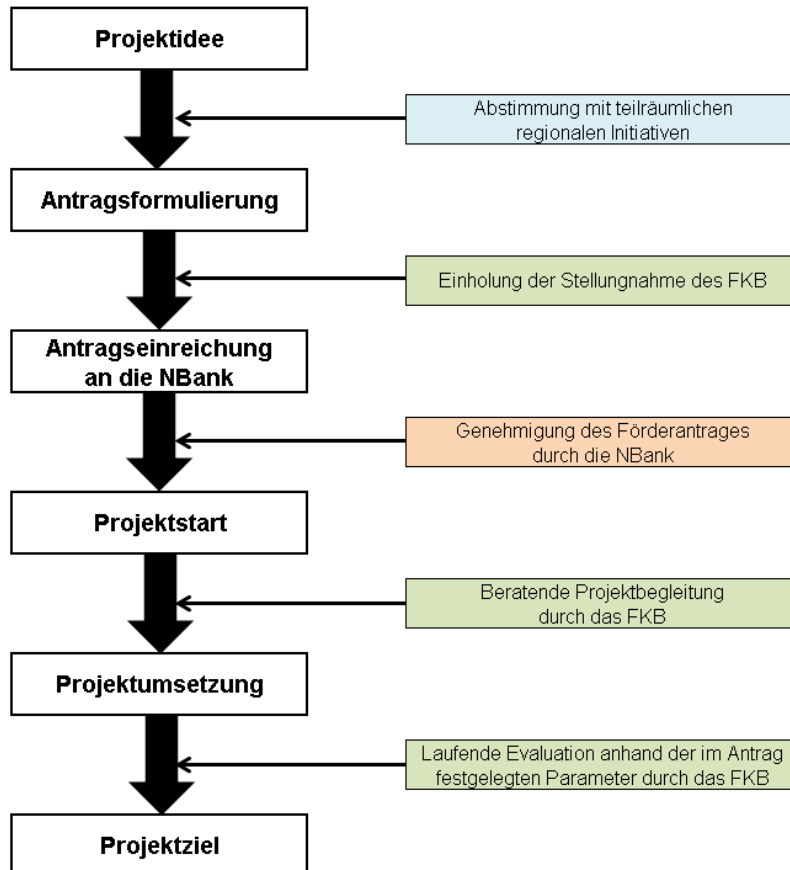 Projektidee
Abstimmung mit teilräumlichen
regionalen Initiativen
Antragsformulierung
Einholung der Stellungnahme des FKB
Antragseinreichung
an die NBank
Genehmigung des Förderantrages
durch die NBank
Projektstart
Beratende Projektbegleitung
durch das FKB
Projektumsetzung
Laufende Evaluation anhand der im Antrag
festgelegten Parameter durch das FKB
Projektziel